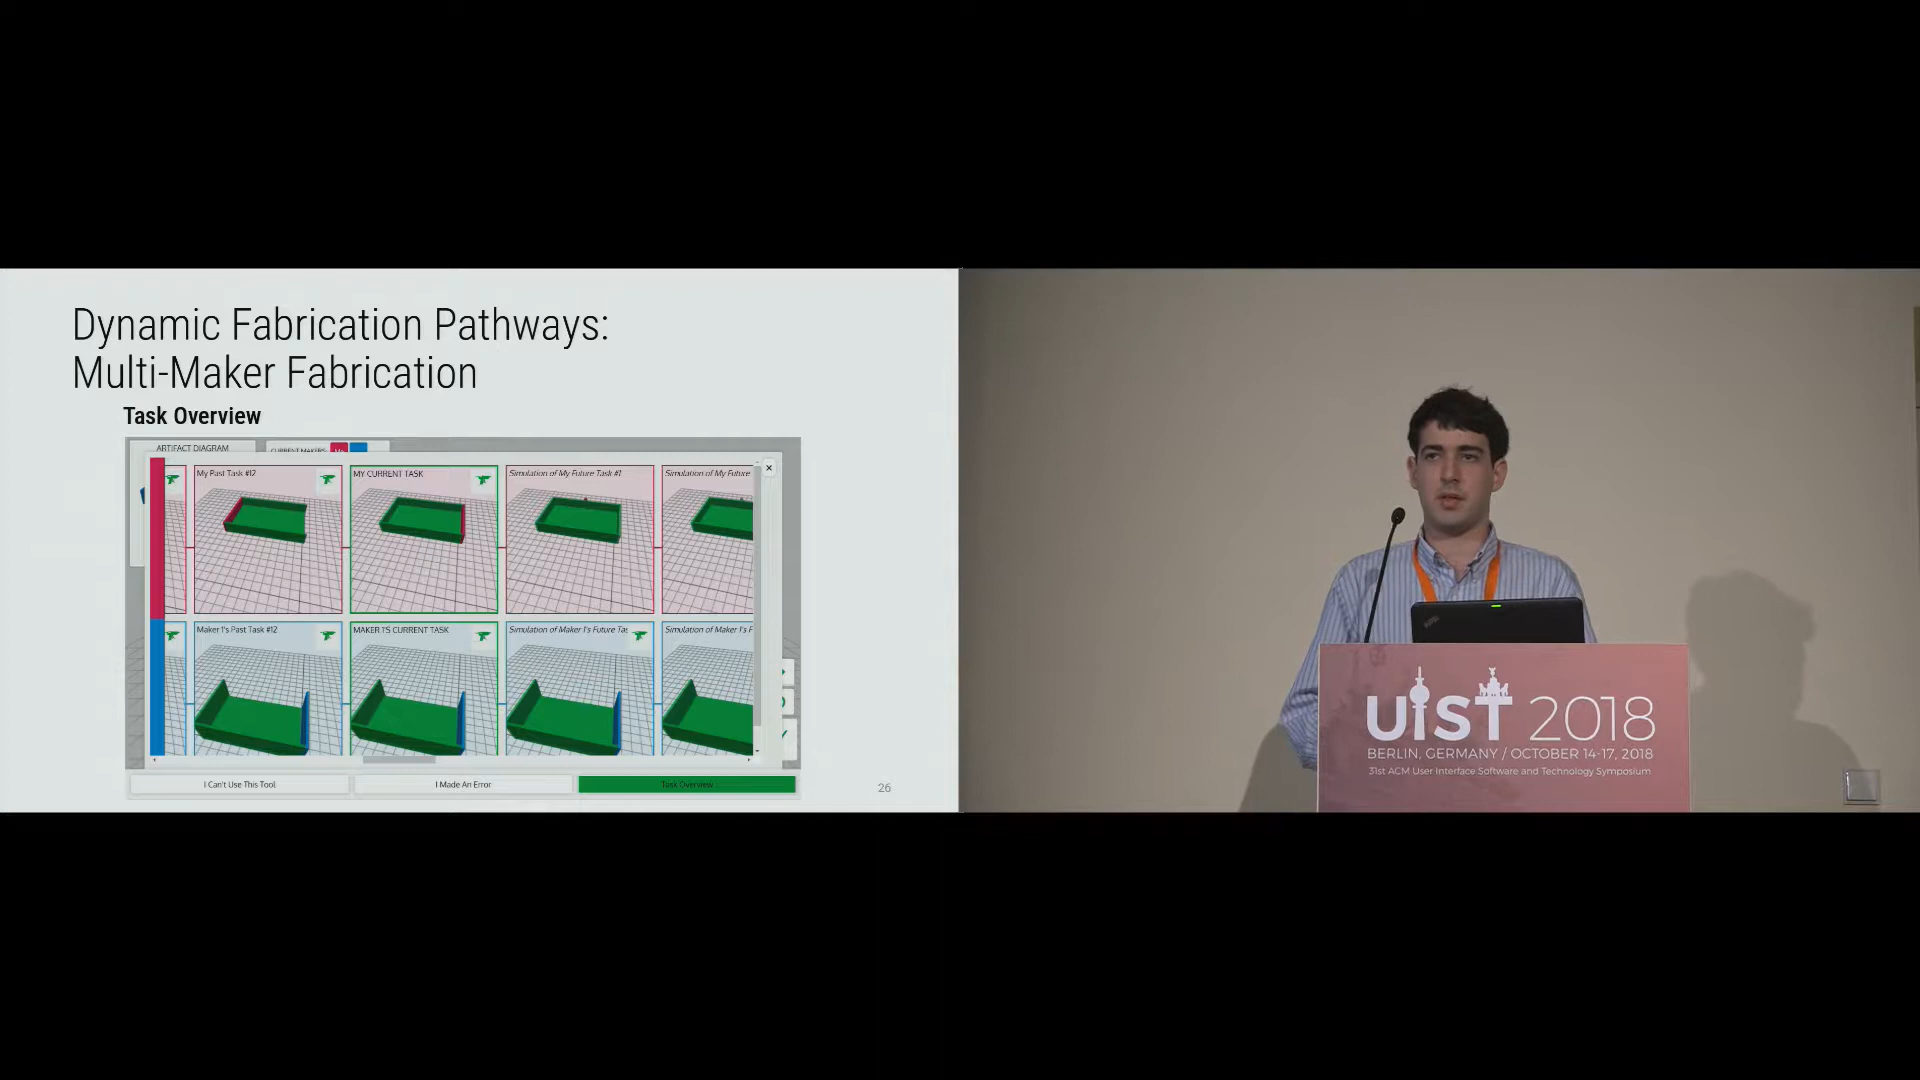 Dynamic Fabrication Pathways:
Multi-Maker Fabrication
Task Overview
ARTIFACT DIAGRAM
CURRENT MAKERS:
My Past Task #12
MY CURRENT TASK
Simulation of My Future Task #1
Simulation of My Future
Maker 1's Past Task #12
MAKER 1'S CURRENT TASK
Simulation of Maker 1's Future Tas
Simulation of Maker 1's F
I Can't Use This Tool
I Made An Error
Task Overview
26
UIST 2018
BERLIN, GERMANY / OCTOBER 14-17, 2018
31st ACM User Interface Software and Technology Symposium